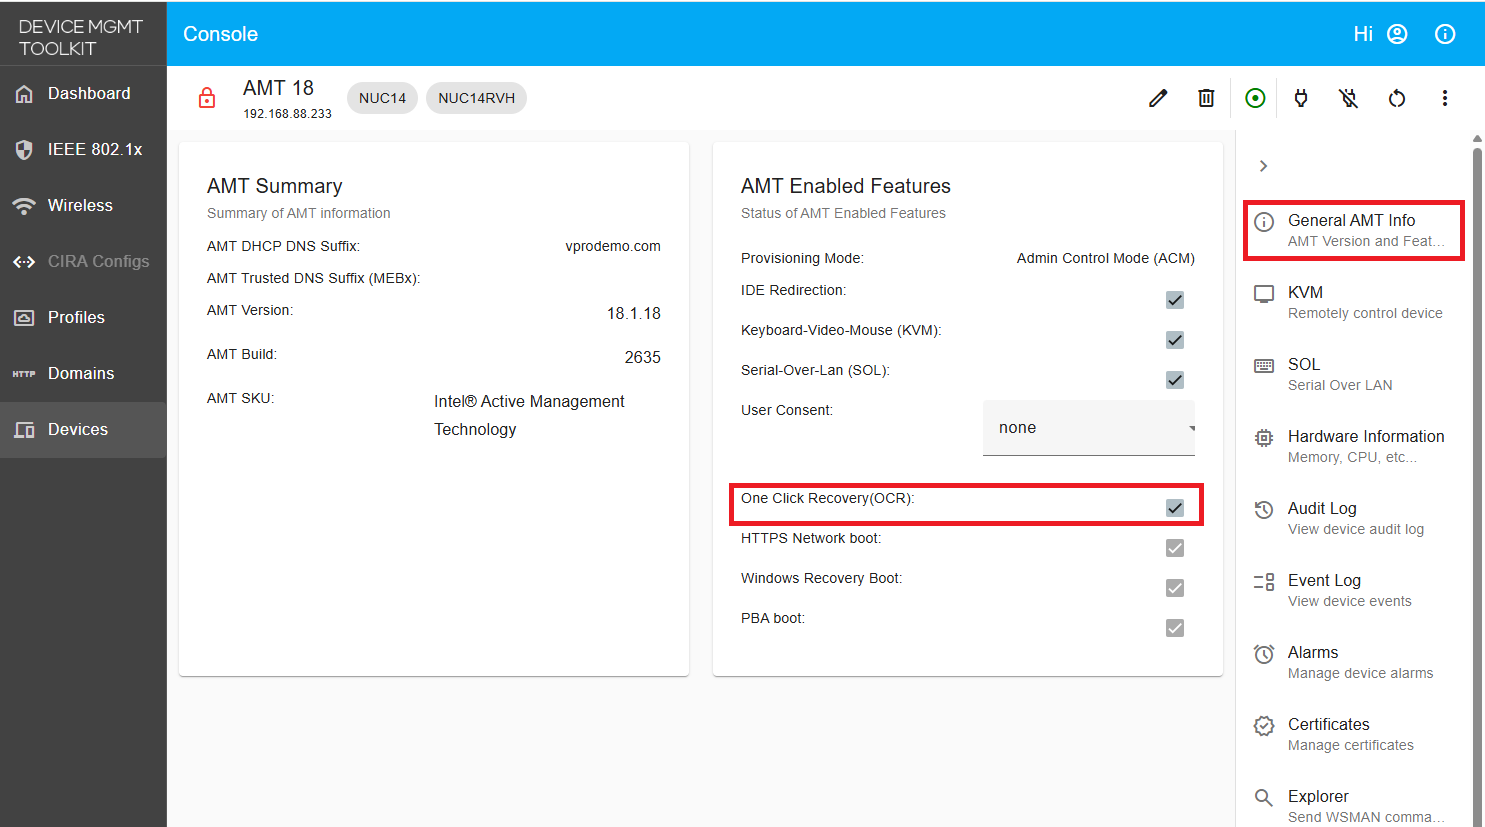 DEVICE MGMT
TOOLKIT
Console
Hi
Dashboard
IEEE 802.1x
Wireless
CIRA Configs
Profiles
HTTP Domains
Devices
AMT 18
192.168.88.233
NUC14
NUC14RVH
AMT Summary
Summary of AMT information
AMT DHCP DNS Suffix: vprodemo.com
AMT Trusted DNS Suffix (MEBx):
AMT Version: 18.1.18
AMT Build: 2635
AMT SKU: Intel® Active Management
Technology
AMT Enabled Features
Status of AMT Enabled Features
Provisioning Mode: Admin Control Mode (ACM)
IDE Redirection:
Keyboard-Video-Mouse (KVM):
Serial-Over-Lan (SOL):
User Consent: none
One Click Recovery(OCR):
HTTPS Network boot:
Windows Recovery Boot:
PBA boot:
General AMT Info
AMT Version and Feat...
KVM
Remotely control device
SOL
Serial Over LAN
Hardware Information
Memory, CPU, etc...
Audit Log
View device audit log
Event Log
View device events
Alarms
Manage device alarms
Certificates
Manage certificates
Explorer
Send WSMAN comma...